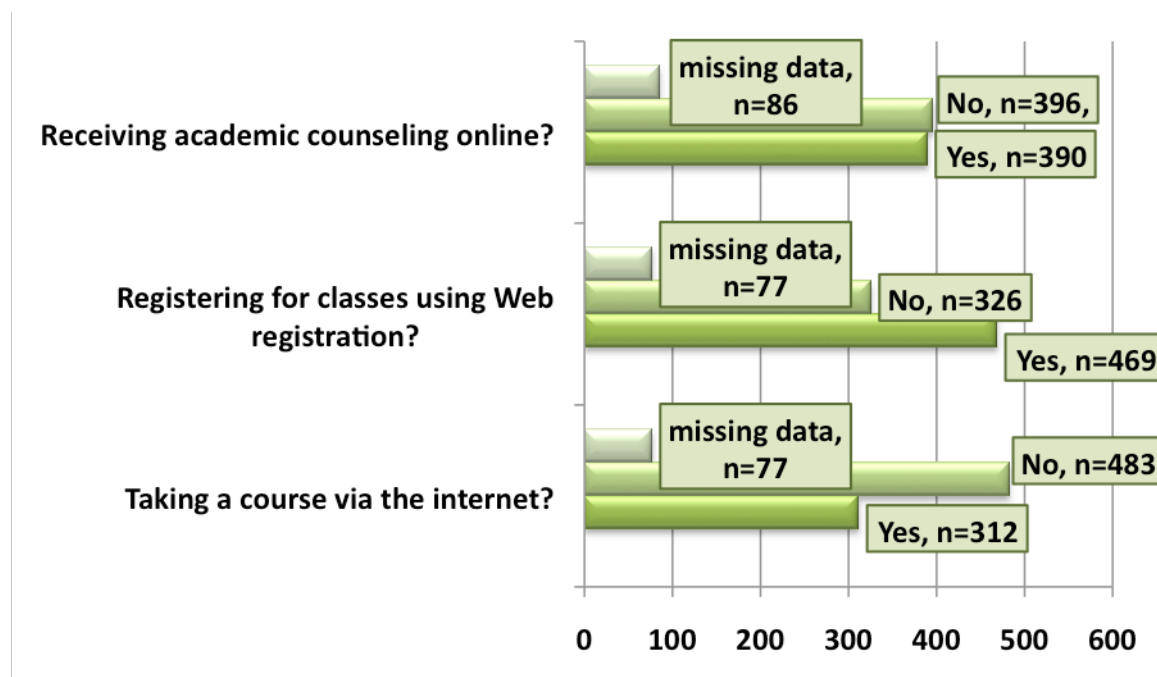 missing data,
n=86
No, n=396,
Receiving academic counseling online?
Yes, n=390
missing data,
n=77
Registering for classes using Web
registration?
No, n=326
Yes, n=469
missing data,
n=77
No, n=483
Taking a course via the internet?
Yes, n=312
0 100 200 300 400 500 600